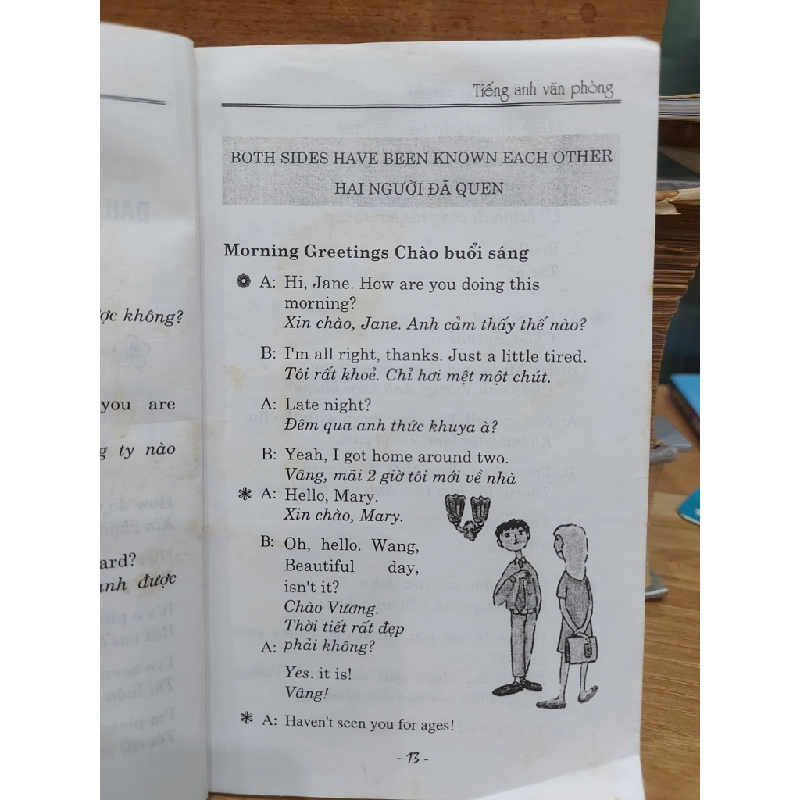 Tiếng anh văn phòng
BOTH SIDES HAVE BEEN KNOWN EACH OTHER
HAI NGƯỜI ĐÃ QUEN
Morning Greetings Chào buổi sáng
A: Hi, Jane. How are you doing this
morning?
Xin chào, Jane. Anh cảm thấy thế nào?
B: I'm all right, thanks. Just a little tired.
Tôi rất khoẻ. Chỉ hơi mệt một chút.
A: Late night?
Đêm qua anh thức khuya à?
B: Yeah, I got home around two.
Vâng, mãi 2 giờ tôi mới về nhà
A: Hello, Mary.
Xin chào, Mary.
B: Oh, hello. Wang,
Beautiful day,
isn't it?
Chào Vương.
Thời tiết rất đẹp
A: phải không?
Yes. it is!
Vâng!
A: Haven't seen you for ages!
- 13 -
không?
you are
ty nào
anh được